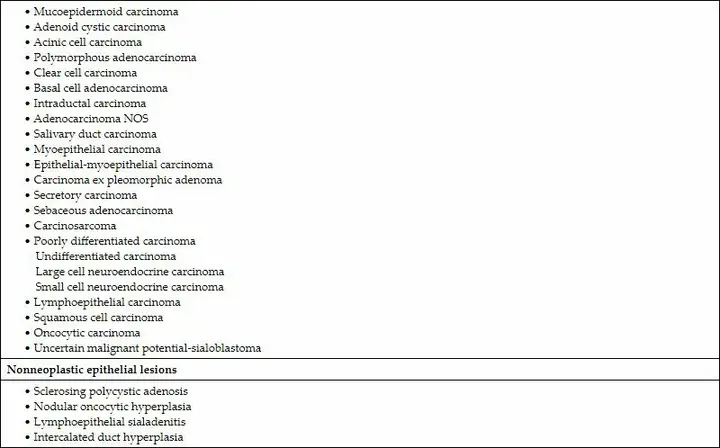 • Mucoepidermoid carcinoma
• Adenoid cystic carcinoma
• Acinic cell carcinoma
• Polymorphous adenocarcinoma
• Clear cell carcinoma
• Basal cell adenocarcinoma
• Intraductal carcinoma
• Adenocarcinoma NOS
• Salivary duct carcinoma
• Myoepithelial carcinoma
• Epithelial-myoepithelial carcinoma
• Carcinoma ex pleomorphic adenoma
• Secretory carcinoma
• Sebaceous adenocarcinoma
• Carcinosarcoma
• Poorly differentiated carcinoma
Undifferentiated carcinoma
Large cell neuroendocrine carcinoma
Small cell neuroendocrine carcinoma
• Lymphoepithelial carcinoma
• Squamous cell carcinoma
• Oncocytic carcinoma
• Uncertain malignant potential-sialoblastoma
Nonneoplastic epithelial lesions
• Sclerosing polycystic adenosis
• Nodular oncocytic hyperplasia
• Lymphoepithelial sialadenitis
• Intercalated duct hyperplasia